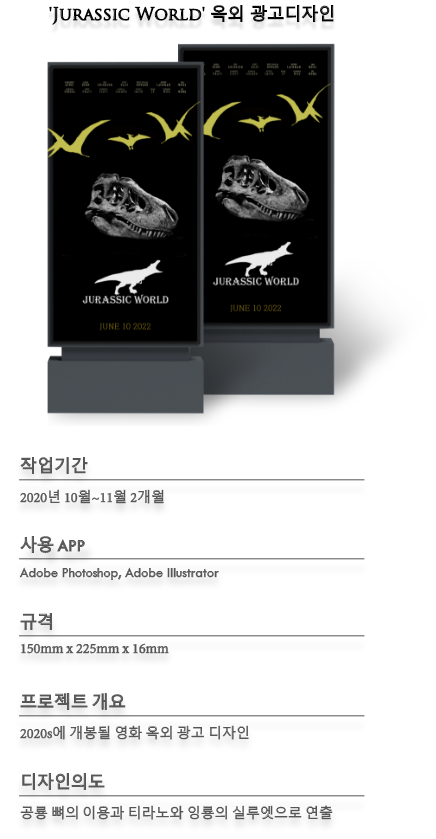 'Jurassic World' 옥외 광고디자인
JURASSIC WORLD
JUNE 10 2022
JURASSIC WORLD
JUNE 10 2022
작업기간
2020년 10월~11월 2개월
사용 APP
Adobe Photoshop, Adobe Illustrator
규격
150mm x 225mm x 16mm
프로젝트 개요
2020s에 개봉될 영화 옥외 광고 디자인
디자인의도
공룡 뼈의 이용과 티라노와 잉룡의 실루엣으로 연출